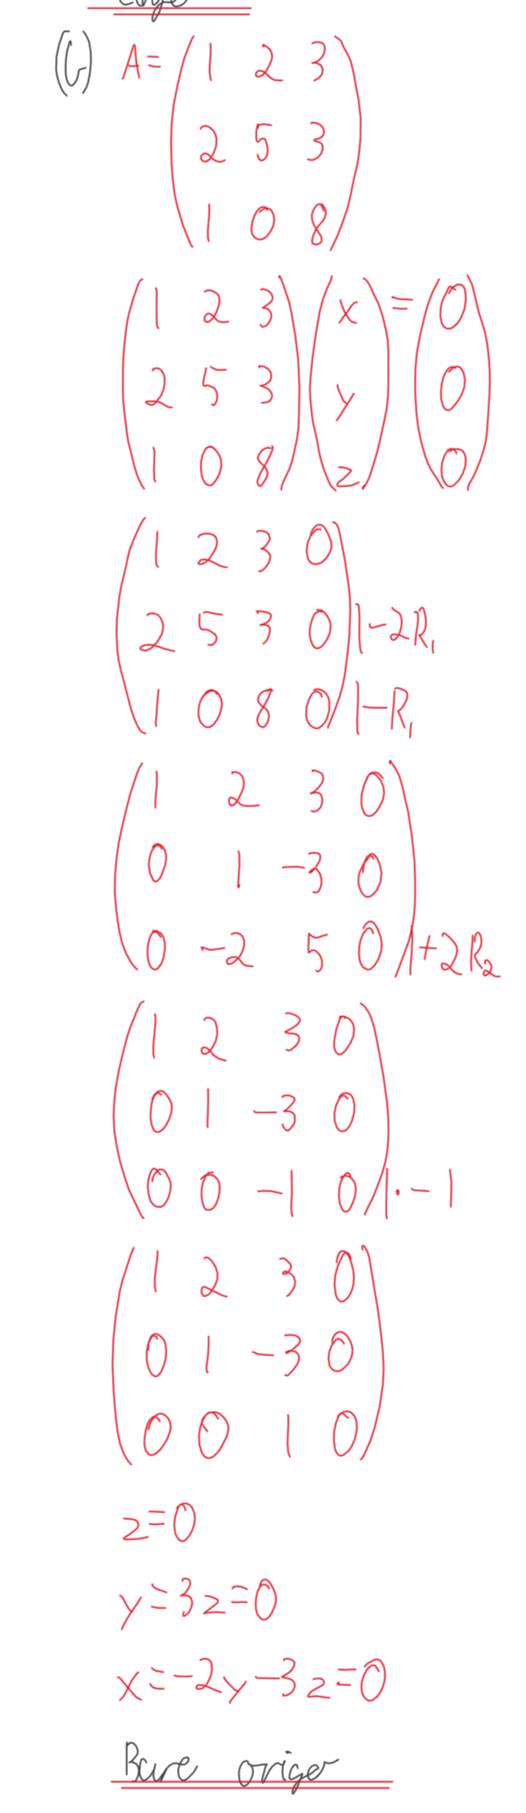 (C) A = (1 2 3
2 5 3
1 0 8)
(1 2 3 (x = (0
2 5 3 y 0
1 0 8) z) 0)
(1 2 3 0
2 5 3 0) |-2R₁
1 0 8 0) |-R₁
(1 2 3 0
0 1 -3 0
0 -2 5 0) |+2R₂
(1 2 3 0
0 1 -3 0
0 0 -1 0) |·-1
(1 2 3 0
0 1 -3 0
0 0 1 0)
z=0
y=3z=0
x=-2y-3z=0
Bare origo